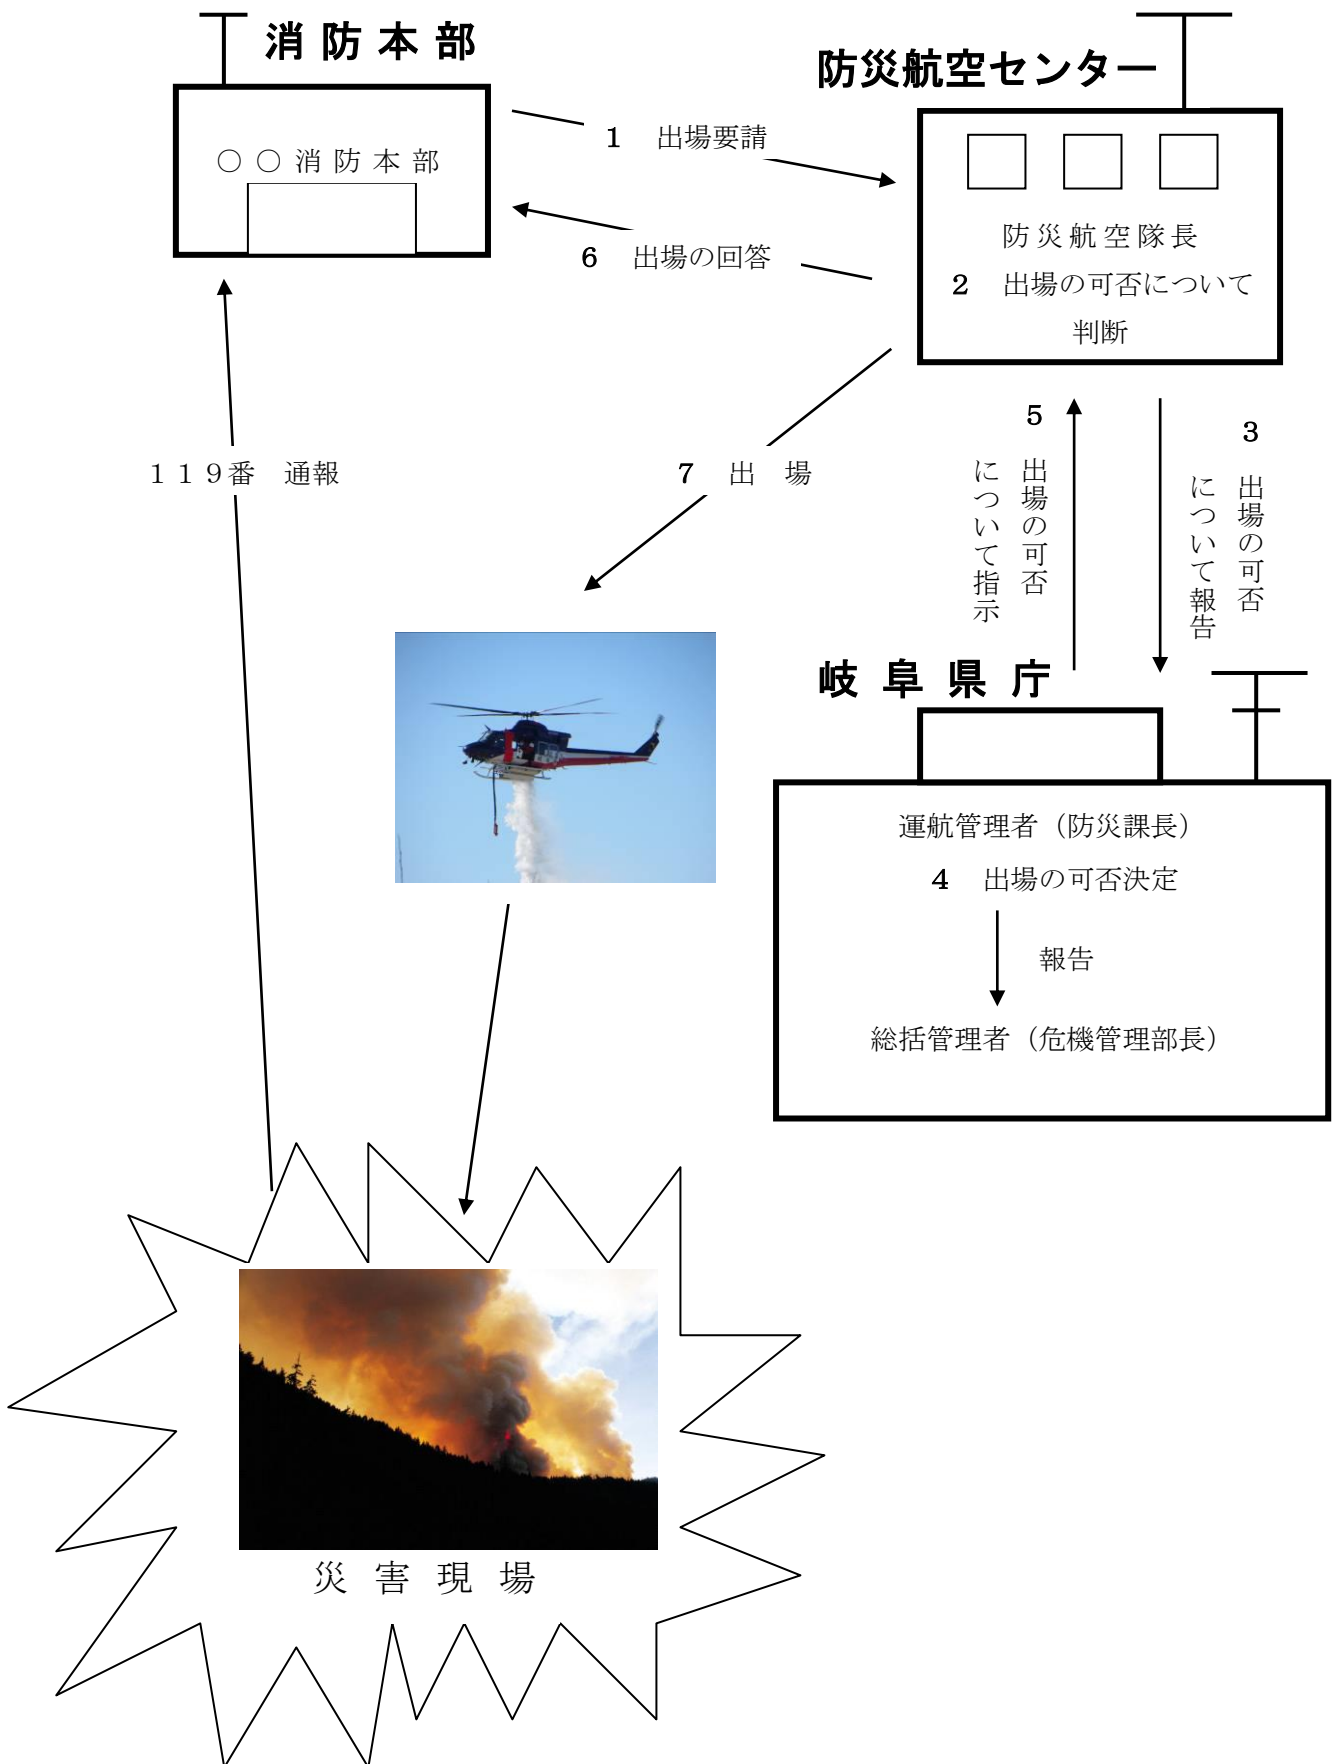 消防本部
○○消防本部
防災航空センター
1　出場要請
6　出場の回答
防災航空隊長
2　出場の可否について
判断
119番　通報
7　出　場
5　出場の可否
について指示
3　出場の可否
について報告
岐阜県庁
運航管理者（防災課長）
4　出場の可否決定
報告
総括管理者（危機管理部長）
災害現場